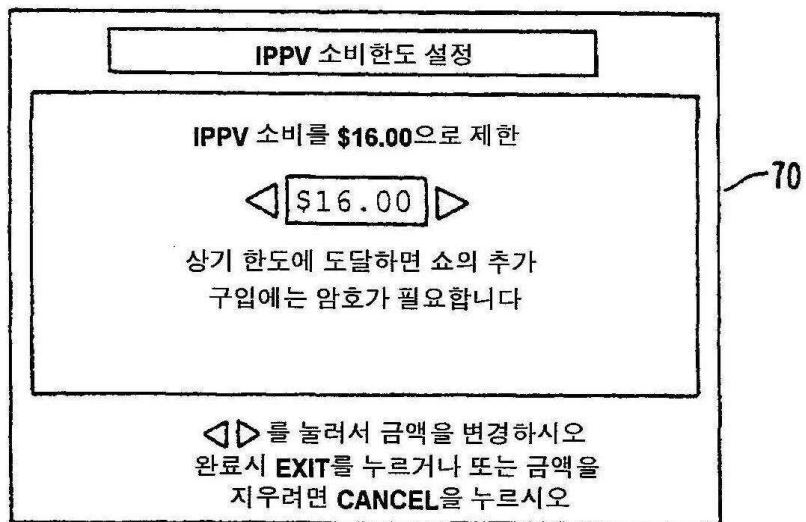 IPPV 소비한도 설정
IPPV 소비를 $16.00으로 제한
$16.00
상기 한도에 도달하면 쇼의 추가
구입에는 암호가 필요합니다
70
를 눌러서 금액을 변경하시오
완료시 EXIT를 누르거나 또는 금액을
지우려면 CANCEL을 누르시오